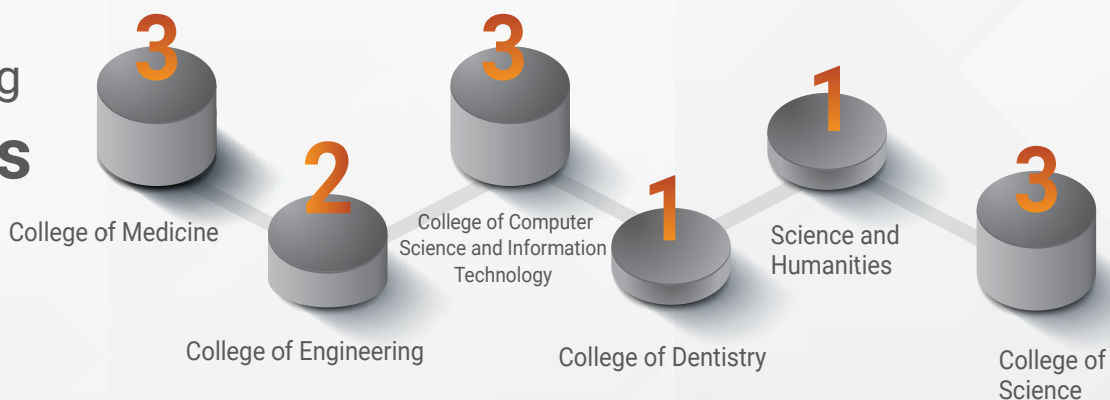 g
s
3
College of Medicine
2
College of Engineering
3
College of Computer
Science and Information
Technology
1
College of Dentistry
1
Science and
Humanities
3
College of
Science